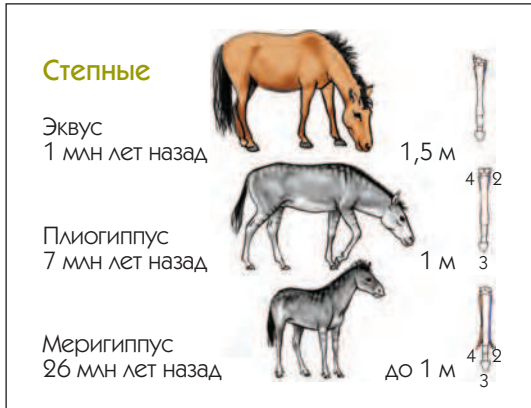 Степные
Эквус
1 млн лет назад
1,5 м
4 2
3
Плиогиппус
7 млн лет назад
1 м
4 2
3
Меригиппус
26 млн лет назад
до 1 м